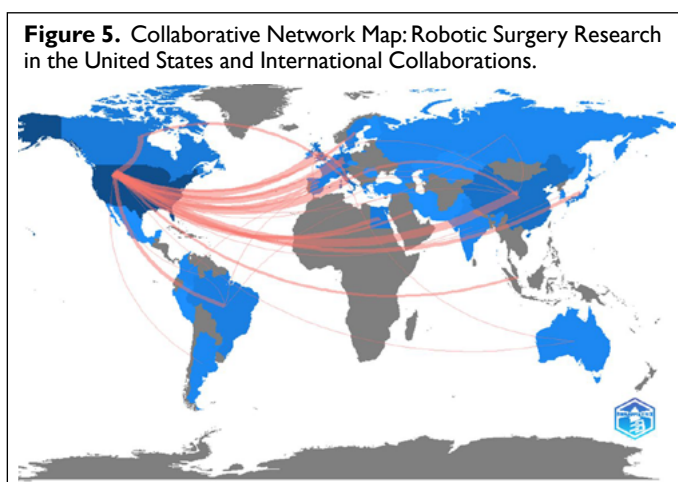 Figure 5. Collaborative Network Map: Robotic Surgery Research
in the United States and International Collaborations.